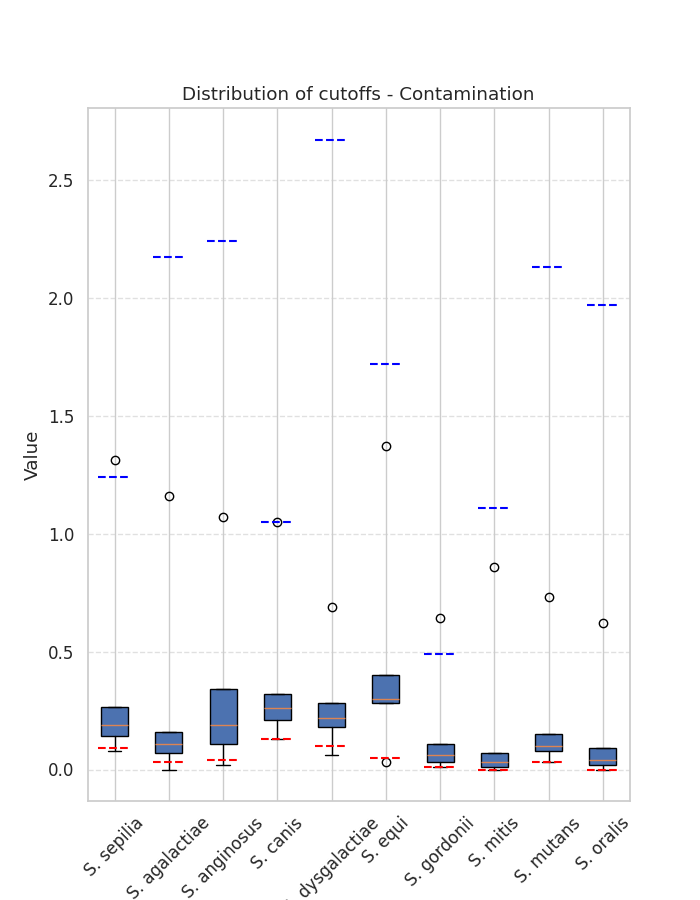 Distribution of cutoffs - Contamination
Value
2.5
2.0
1.5
1.0
0.5
0.0
S. sepilia
S. agalactiae
S. anginosus
S. canis
. dysgalactiae
S. equi
S. gordonii
S. mitis
S. mutans
S. oralis